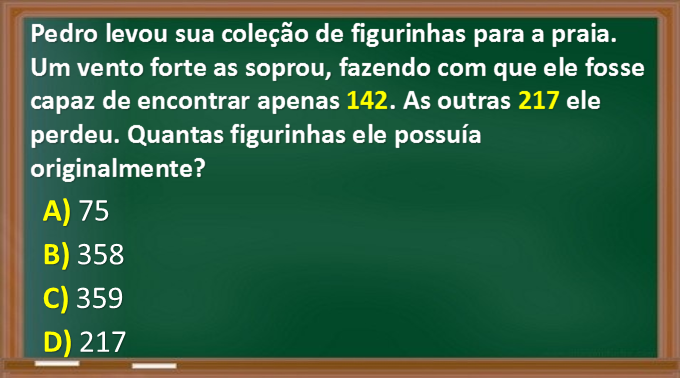 Pedro levou sua coleção de figurinhas para a praia.
Um vento forte as soprou, fazendo com que ele fosse
capaz de encontrar apenas 142. As outras 217 ele
perdeu. Quantas figurinhas ele possuía
originalmente?
A) 75
B) 358
C) 359
D) 217